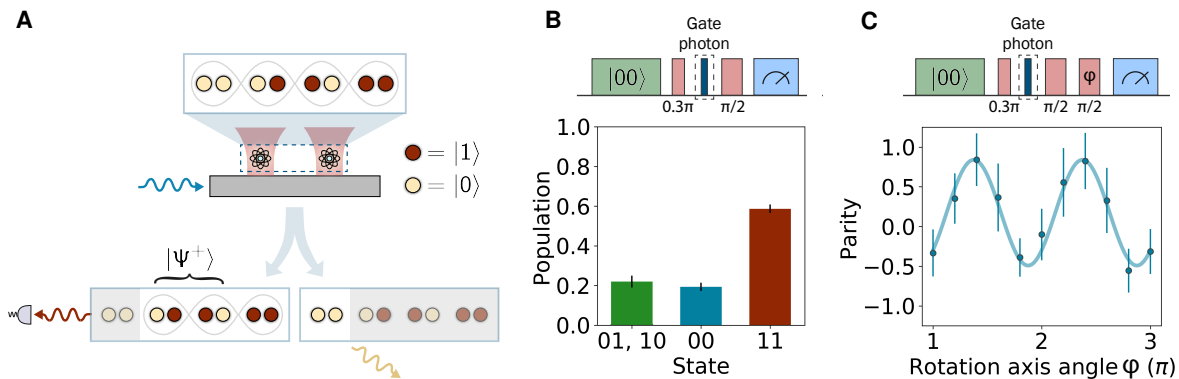 A
= |1⟩
= |0⟩
|Ψ⁺⟩
B
Gate
photon
|00⟩
0.3π
π/2
1.0
0.8
0.6
0.4
0.2
0.0
Population
01, 10
00
11
State
C
Gate
photon
|00⟩
φ
0.3π
π/2
π/2
1.0
0.5
0.0
−0.5
−1.0
Parity
1
2
3
Rotation axis angle φ (π)